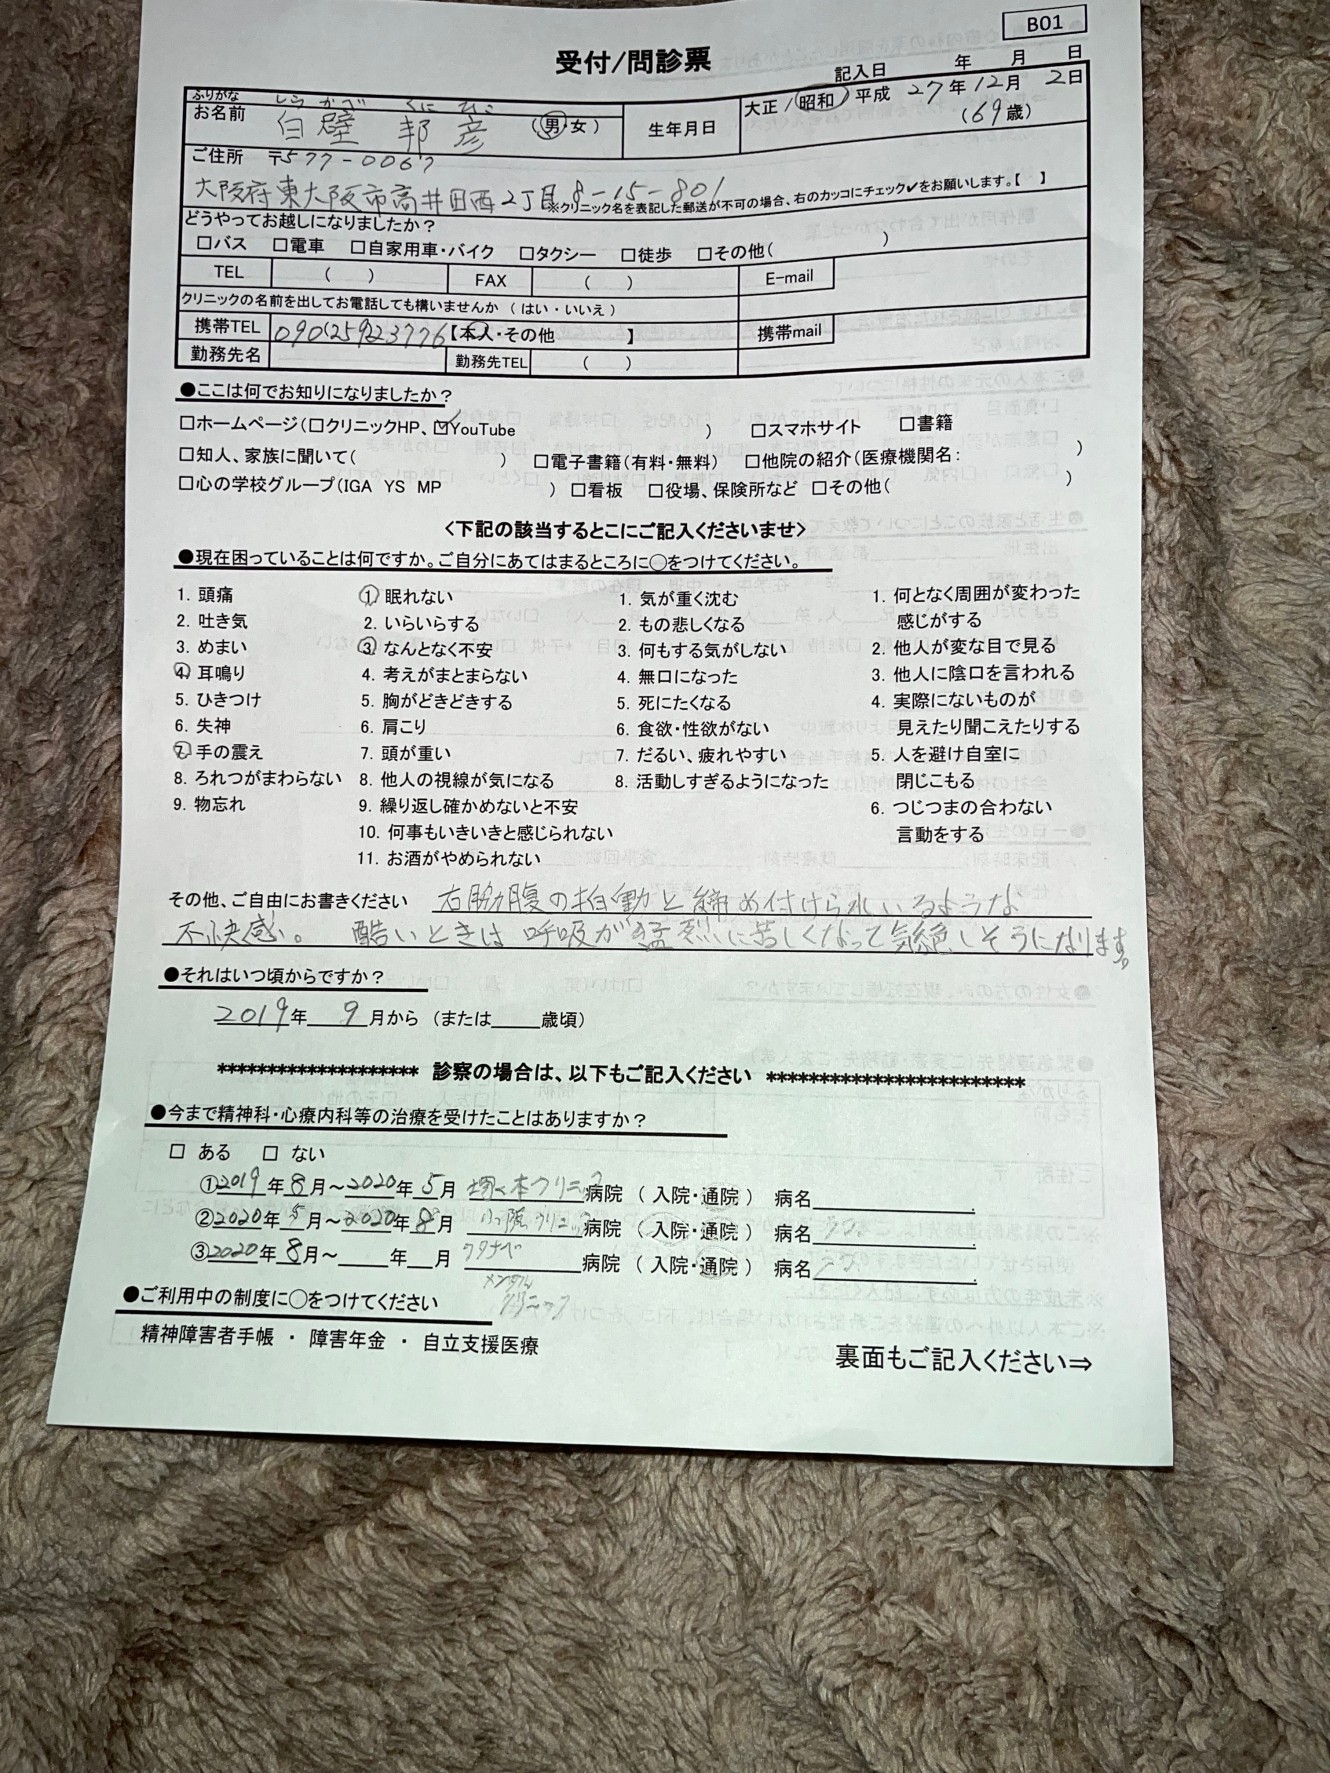 B01
受付/問診票
記入日 年 月 日
ふりがな しらかべ くにひこ
お名前 白壁 邦彦 (男・女)
生年月日 大正/昭和/平成 27年12月2日
(69歳)
ご住所 〒577-0067
大阪府東大阪市高井田西2丁目8-15-801
※クリニック名を表記した郵送が不可の場合、右のカッコにチェック✔をお願いします。【 】
どうやってお越しになりましたか?
□バス □電車 □自家用車・バイク □タクシー □徒歩 □その他( )
TEL ( ) FAX ( ) E-mail
クリニックの名前を出してお電話しても構いませんか ( はい・いいえ )
携帯TEL 090(2592)3776【本人・その他 】 携帯mail
勤務先名 勤務先TEL ( )
●ここは何でお知りになりましたか?
□ホームページ(□クリニックHP、☑YouTube ) □スマホサイト □書籍
□知人、家族に聞いて( ) □電子書籍(有料・無料) □他院の紹介(医療機関名: )
□心の学校グループ(IGA YS MP ) □看板 □役場、保険所など □その他( )
<下記の該当するとこにご記入くださいませ>
●現在困っていることは何ですか。ご自分にあてはまるところに○をつけてください。
1. 頭痛
2. 吐き気
3. めまい
4. 耳鳴り
5. ひきつけ
6. 失神
7. 手の震え
8. ろれつがまわらない
9. 物忘れ
1. 眠れない
2. いらいらする
3. なんとなく不安
4. 考えがまとまらない
5. 胸がどきどきする
6. 肩こり
7. 頭が重い
8. 他人の視線が気になる
9. 繰り返し確かめないと不安
10. 何事もいきいきと感じられない
11. お酒がやめられない
1. 気が重く沈む
2. もの悲しくなる
3. 何もする気がしない
4. 無口になった
5. 死にたくなる
6. 食欲・性欲がない
7. だるい、疲れやすい
8. 活動しすぎるようになった
1. 何となく周囲が変わった
感じがする
2. 他人が変な目で見る
3. 他人に陰口を言われる
4. 実際にないものが
見えたり聞こえたりする
5. 人を避け自室に
閉じこもる
6. つじつまの合わない
言動をする
その他、ご自由にお書きください 右脇腹の拍動と締め付けられいるような
不快感。 酷いときは呼吸が猛烈に苦しくなって気絶しそうになります。
●それはいつ頃からですか?
2019年 9月から (または 歳頃)
******************** 診察の場合は、以下もご記入ください *************************
●今まで精神科・心療内科等の治療を受けたことはありますか?
□ ある □ ない
①2019年8月～2020年5月 クリニック病院 ( 入院・通院 ) 病名
②2020年5月～2020年8月 小阪クリニック病院 ( 入院・通院 ) 病名
③2020年8月～ 年 月 ワタナベ病院 ( 入院・通院 ) 病名
メンタル
クリニック
●ご利用中の制度に○をつけてください
精神障害者手帳 ・ 障害年金 ・ 自立支援医療
裏面もご記入ください⇒